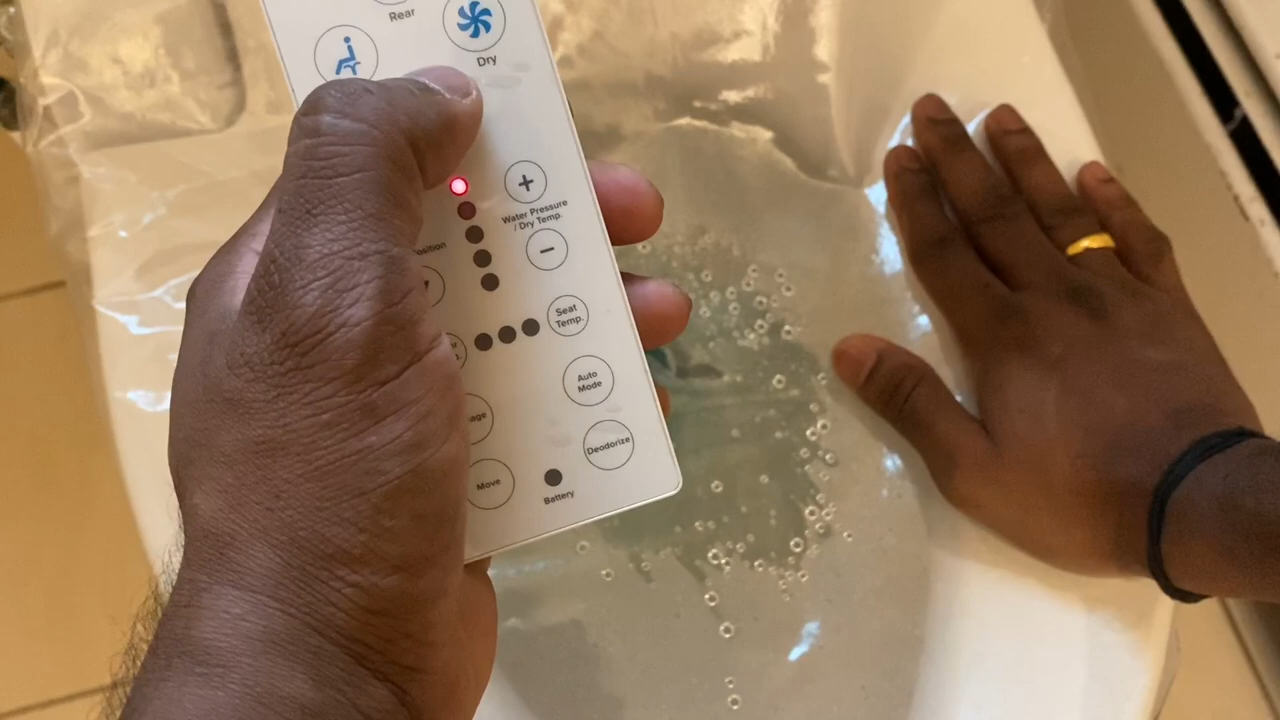 Rear
Dry
+
Water Pressure
/ Dry Temp.
-
Seat
Temp.
Auto
Mode
Deodorize
Move
Battery